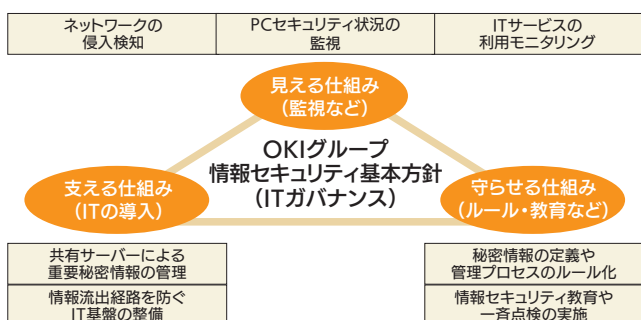 ネットワークの
侵入検知
PCセキュリティ状況の
監視
ITサービスの
利用モニタリング
見える仕組み
(監視など)
OKIグループ
情報セキュリティ基本方針
(ITガバナンス)
支える仕組み
(ITの導入)
守らせる仕組み
(ルール・教育など)
共有サーバーによる
重要秘密情報の管理
情報流出経路を防ぐ
IT基盤の整備
秘密情報の定義や
管理プロセスのルール化
情報セキュリティ教育や
一斉点検の実施